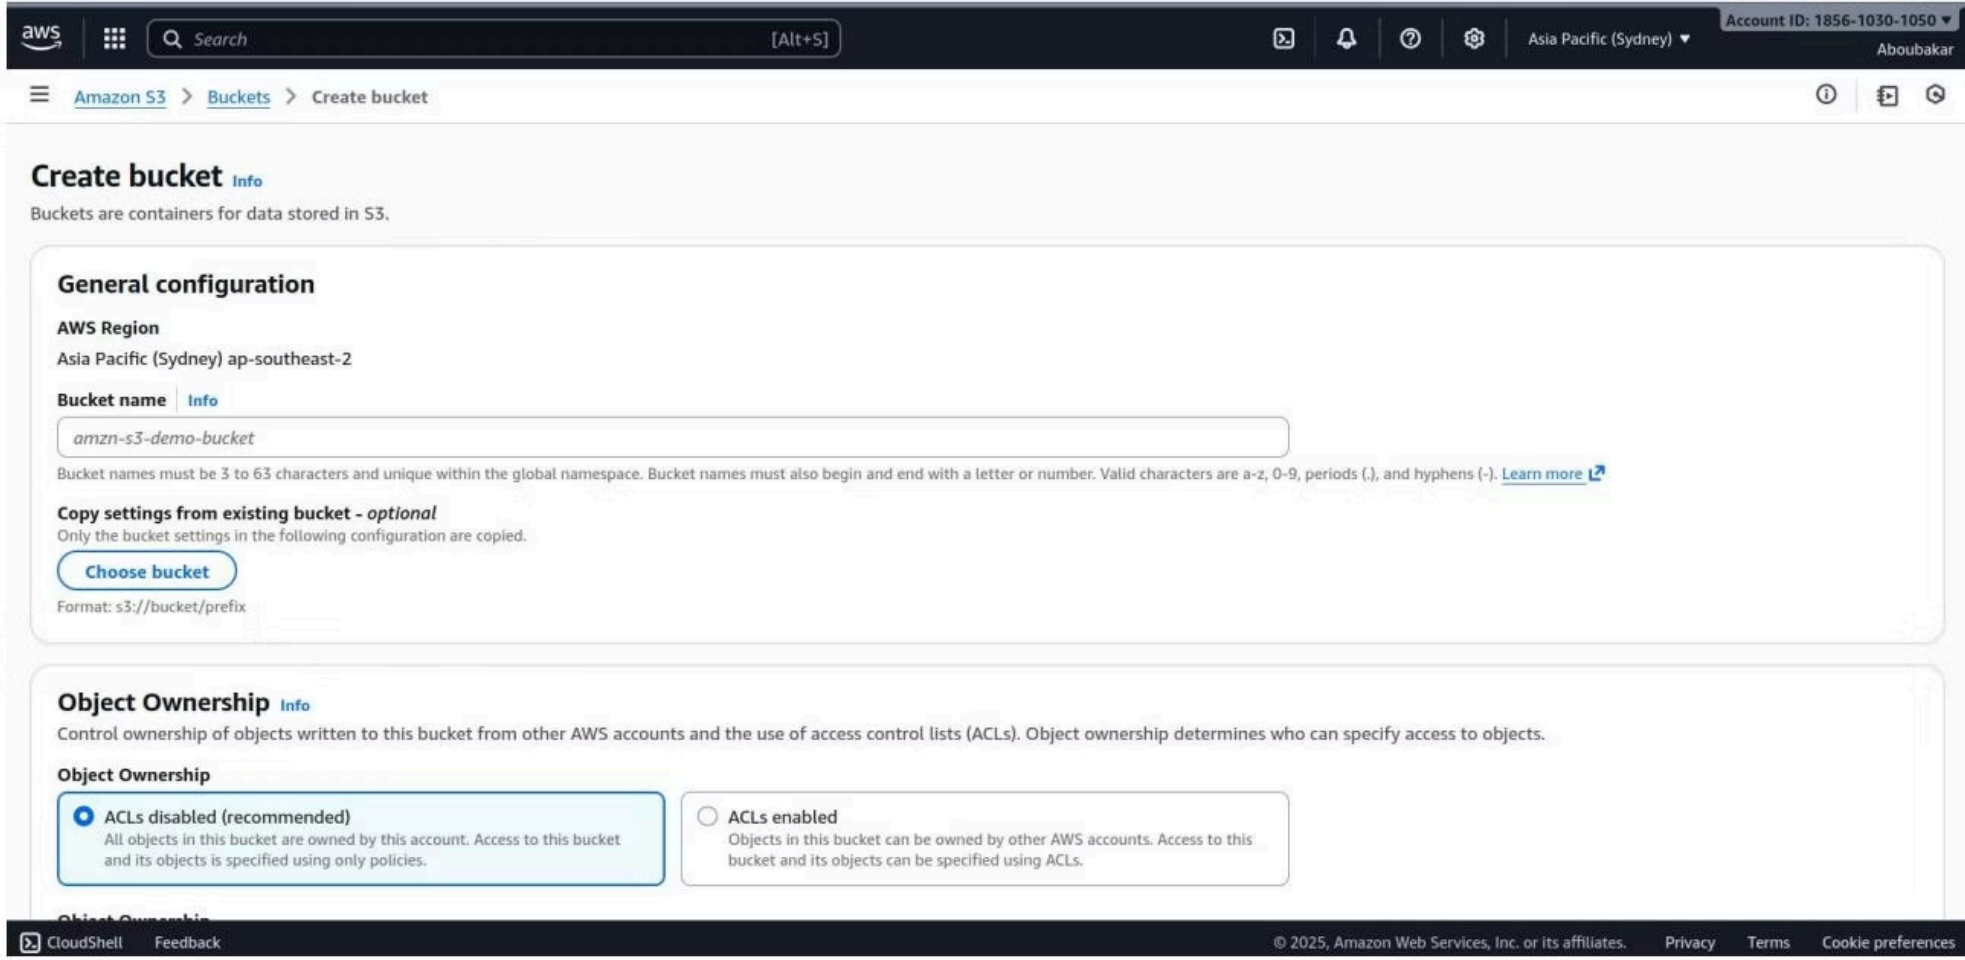 aws
Search [Alt+S]
Asia Pacific (Sydney) ▼
Account ID: 1856-1030-1050 ▼
Aboubakar
Amazon S3 > Buckets > Create bucket
Create bucket Info
Buckets are containers for data stored in S3.
General configuration
AWS Region
Asia Pacific (Sydney) ap-southeast-2
Bucket name Info
amzn-s3-demo-bucket
Bucket names must be 3 to 63 characters and unique within the global namespace. Bucket names must also begin and end with a letter or number. Valid characters are a-z, 0-9, periods (.), and hyphens (-). Learn more
Copy settings from existing bucket - optional
Only the bucket settings in the following configuration are copied.
Choose bucket
Format: s3://bucket/prefix
Object Ownership Info
Control ownership of objects written to this bucket from other AWS accounts and the use of access control lists (ACLs). Object ownership determines who can specify access to objects.
Object Ownership
ACLs disabled (recommended)
All objects in this bucket are owned by this account. Access to this bucket
and its objects is specified using only policies.
ACLs enabled
Objects in this bucket can be owned by other AWS accounts. Access to this
bucket and its objects can be specified using ACLs.
Object Ownership
CloudShell Feedback
© 2025, Amazon Web Services, Inc. or its affiliates. Privacy Terms Cookie preferences